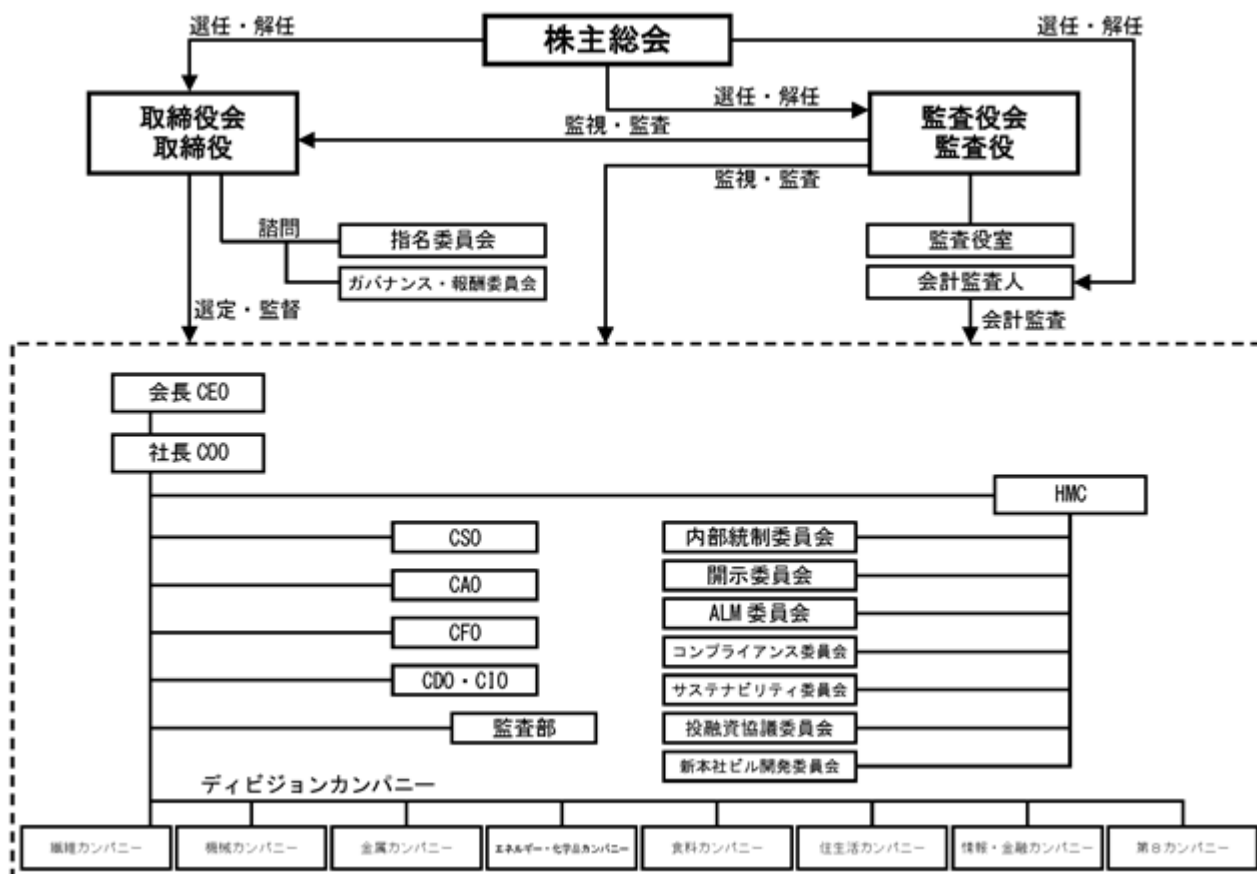 株主総会
選任・解任
選任・解任
選任・解任
取締役会
取締役
監査役会
監査役
監視・監査
監視・監査
諮問
指名委員会
ガバナンス・報酬委員会
監査役室
会計監査人
選定・監督
会計監査
会長 CEO
社長 COO
HMC
CSO
CAO
CFO
CDO・CIO
監査部
内部統制委員会
開示委員会
ALM 委員会
コンプライアンス委員会
サステナビリティ委員会
投融資協議委員会
新本社ビル開発委員会
ディビジョンカンパニー
繊維カンパニー
機械カンパニー
金属カンパニー
エネルギー・化学品カンパニー
食料カンパニー
住生活カンパニー
情報・金融カンパニー
第8カンパニー